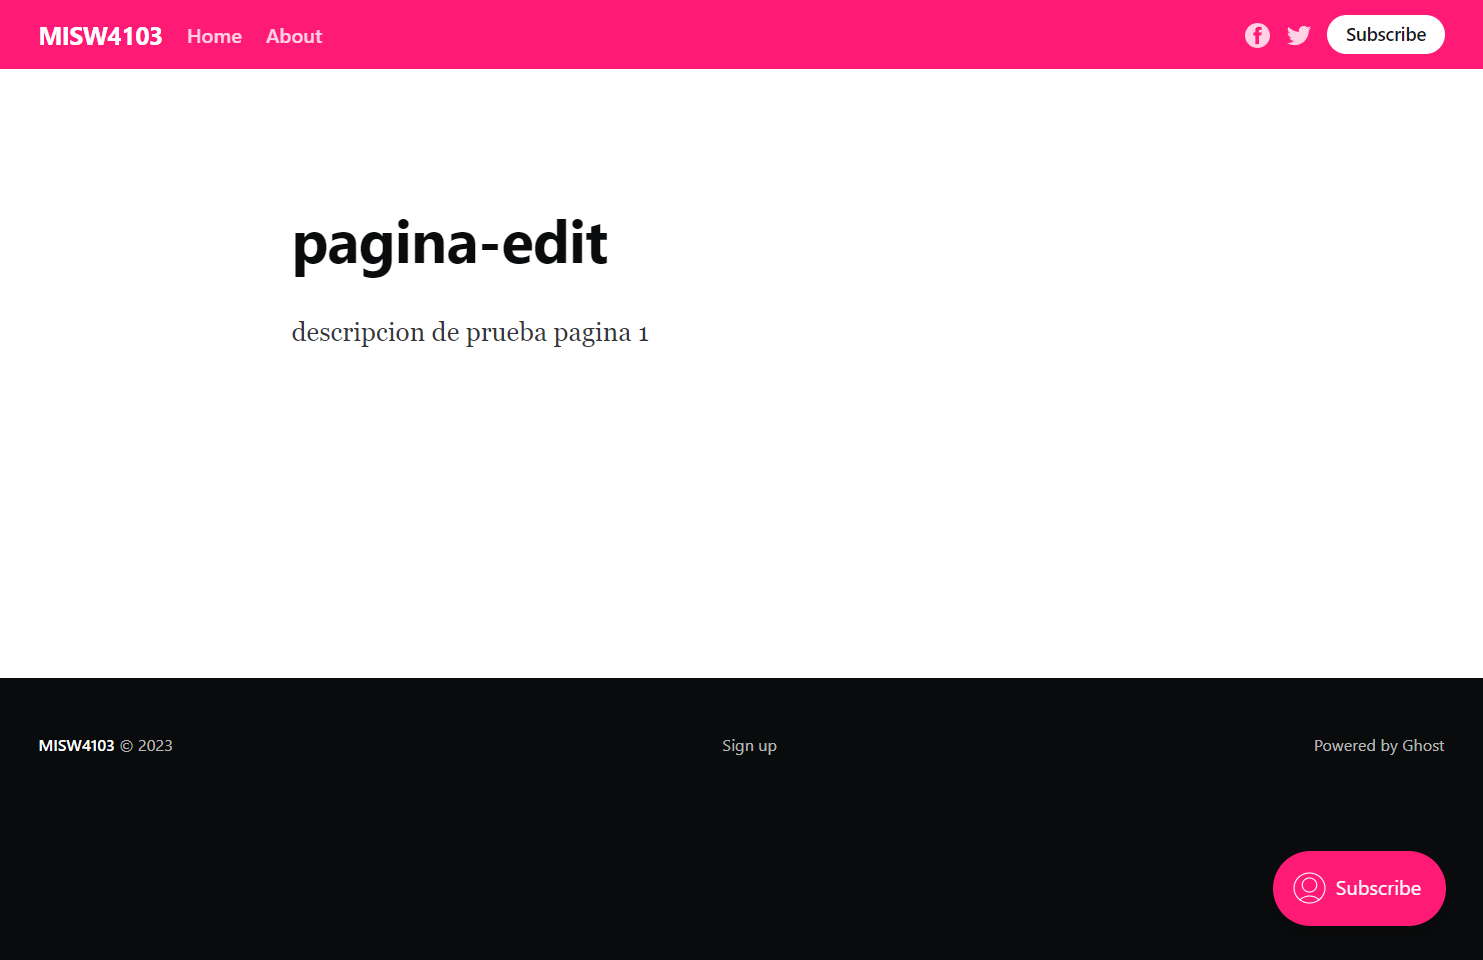 MISW4103 Home About Subscribe
pagina-edit
descripcion de prueba pagina 1
MISW4103 © 2023 Sign up Powered by Ghost
Subscribe